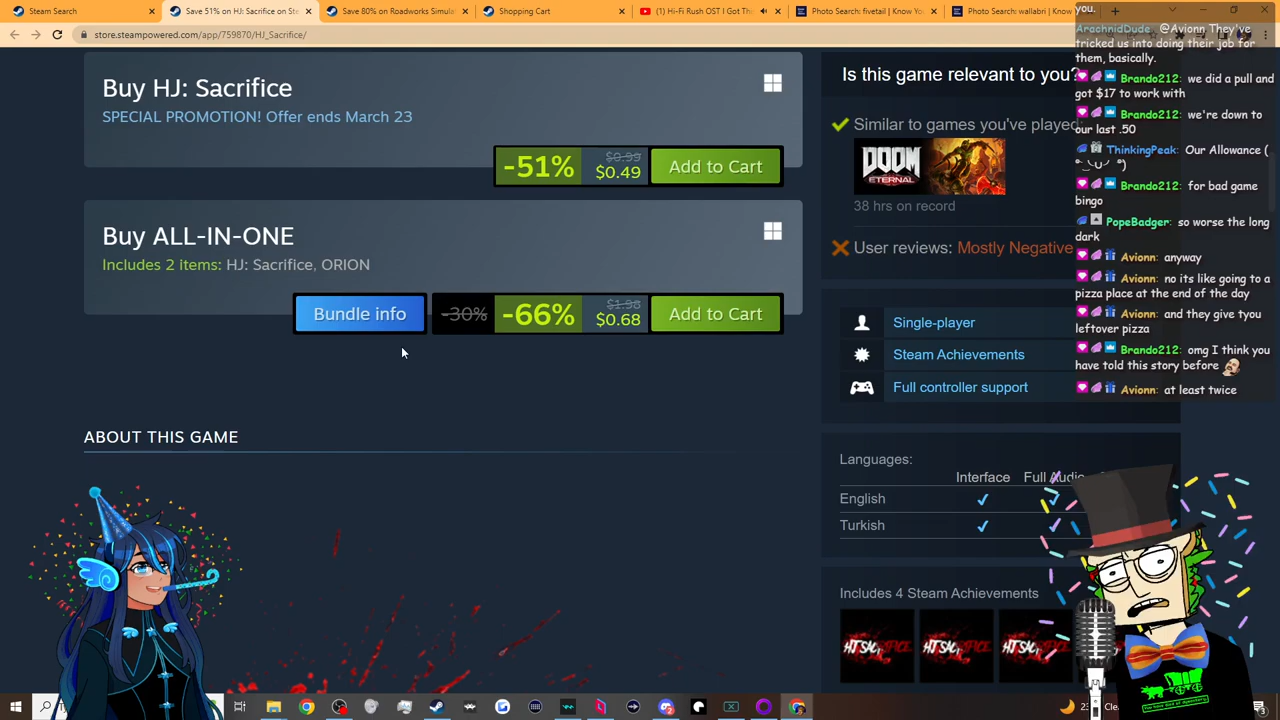 Steam Search
Save 51% on HJ: Sacrifice on St
Save 80% on Roadworks Simula
Shopping Cart
(1) Hi-Fi Rush OST I Got Th
Photo Search: fivetail | Know Yo
Photo Search: wallabri | Know
store.steampowered.com/app/759870/HJ_Sacrifice/
Buy HJ: Sacrifice
SPECIAL PROMOTION! Offer ends March 23
-51%
$0.99
$0.49
Add to Cart
Buy ALL-IN-ONE
Includes 2 items: HJ: Sacrifice, ORION
Bundle info
-30%
-66%
$1.98
$0.68
Add to Cart
ABOUT THIS GAME
Is this game relevant to you?
Similar to games you've played
DOOM
ETERNAL
38 hrs on record
User reviews: Mostly Negative
Single-player
Steam Achievements
Full controller support
Languages:
Interface Full Audio
English
Turkish
Includes 4 Steam Achievements
you.
ArachnidDude @Avionn They've
tricked us into doing their job for
them, basically.
Brando212: we did a pull and
got $17 to work with
Brando212: we're down to
our last .50
ThinkingPeak: Our Allowance (
Brando212: for bad game
bingo
PopeBadger: so worse the long
dark
Avionn: anyway
Avionn: no its like going to a
pizza place at the end of the day
Avionn: and they give tyou
leftover pizza
Brando212: omg I think you
have told this story before
Avionn: at least twice